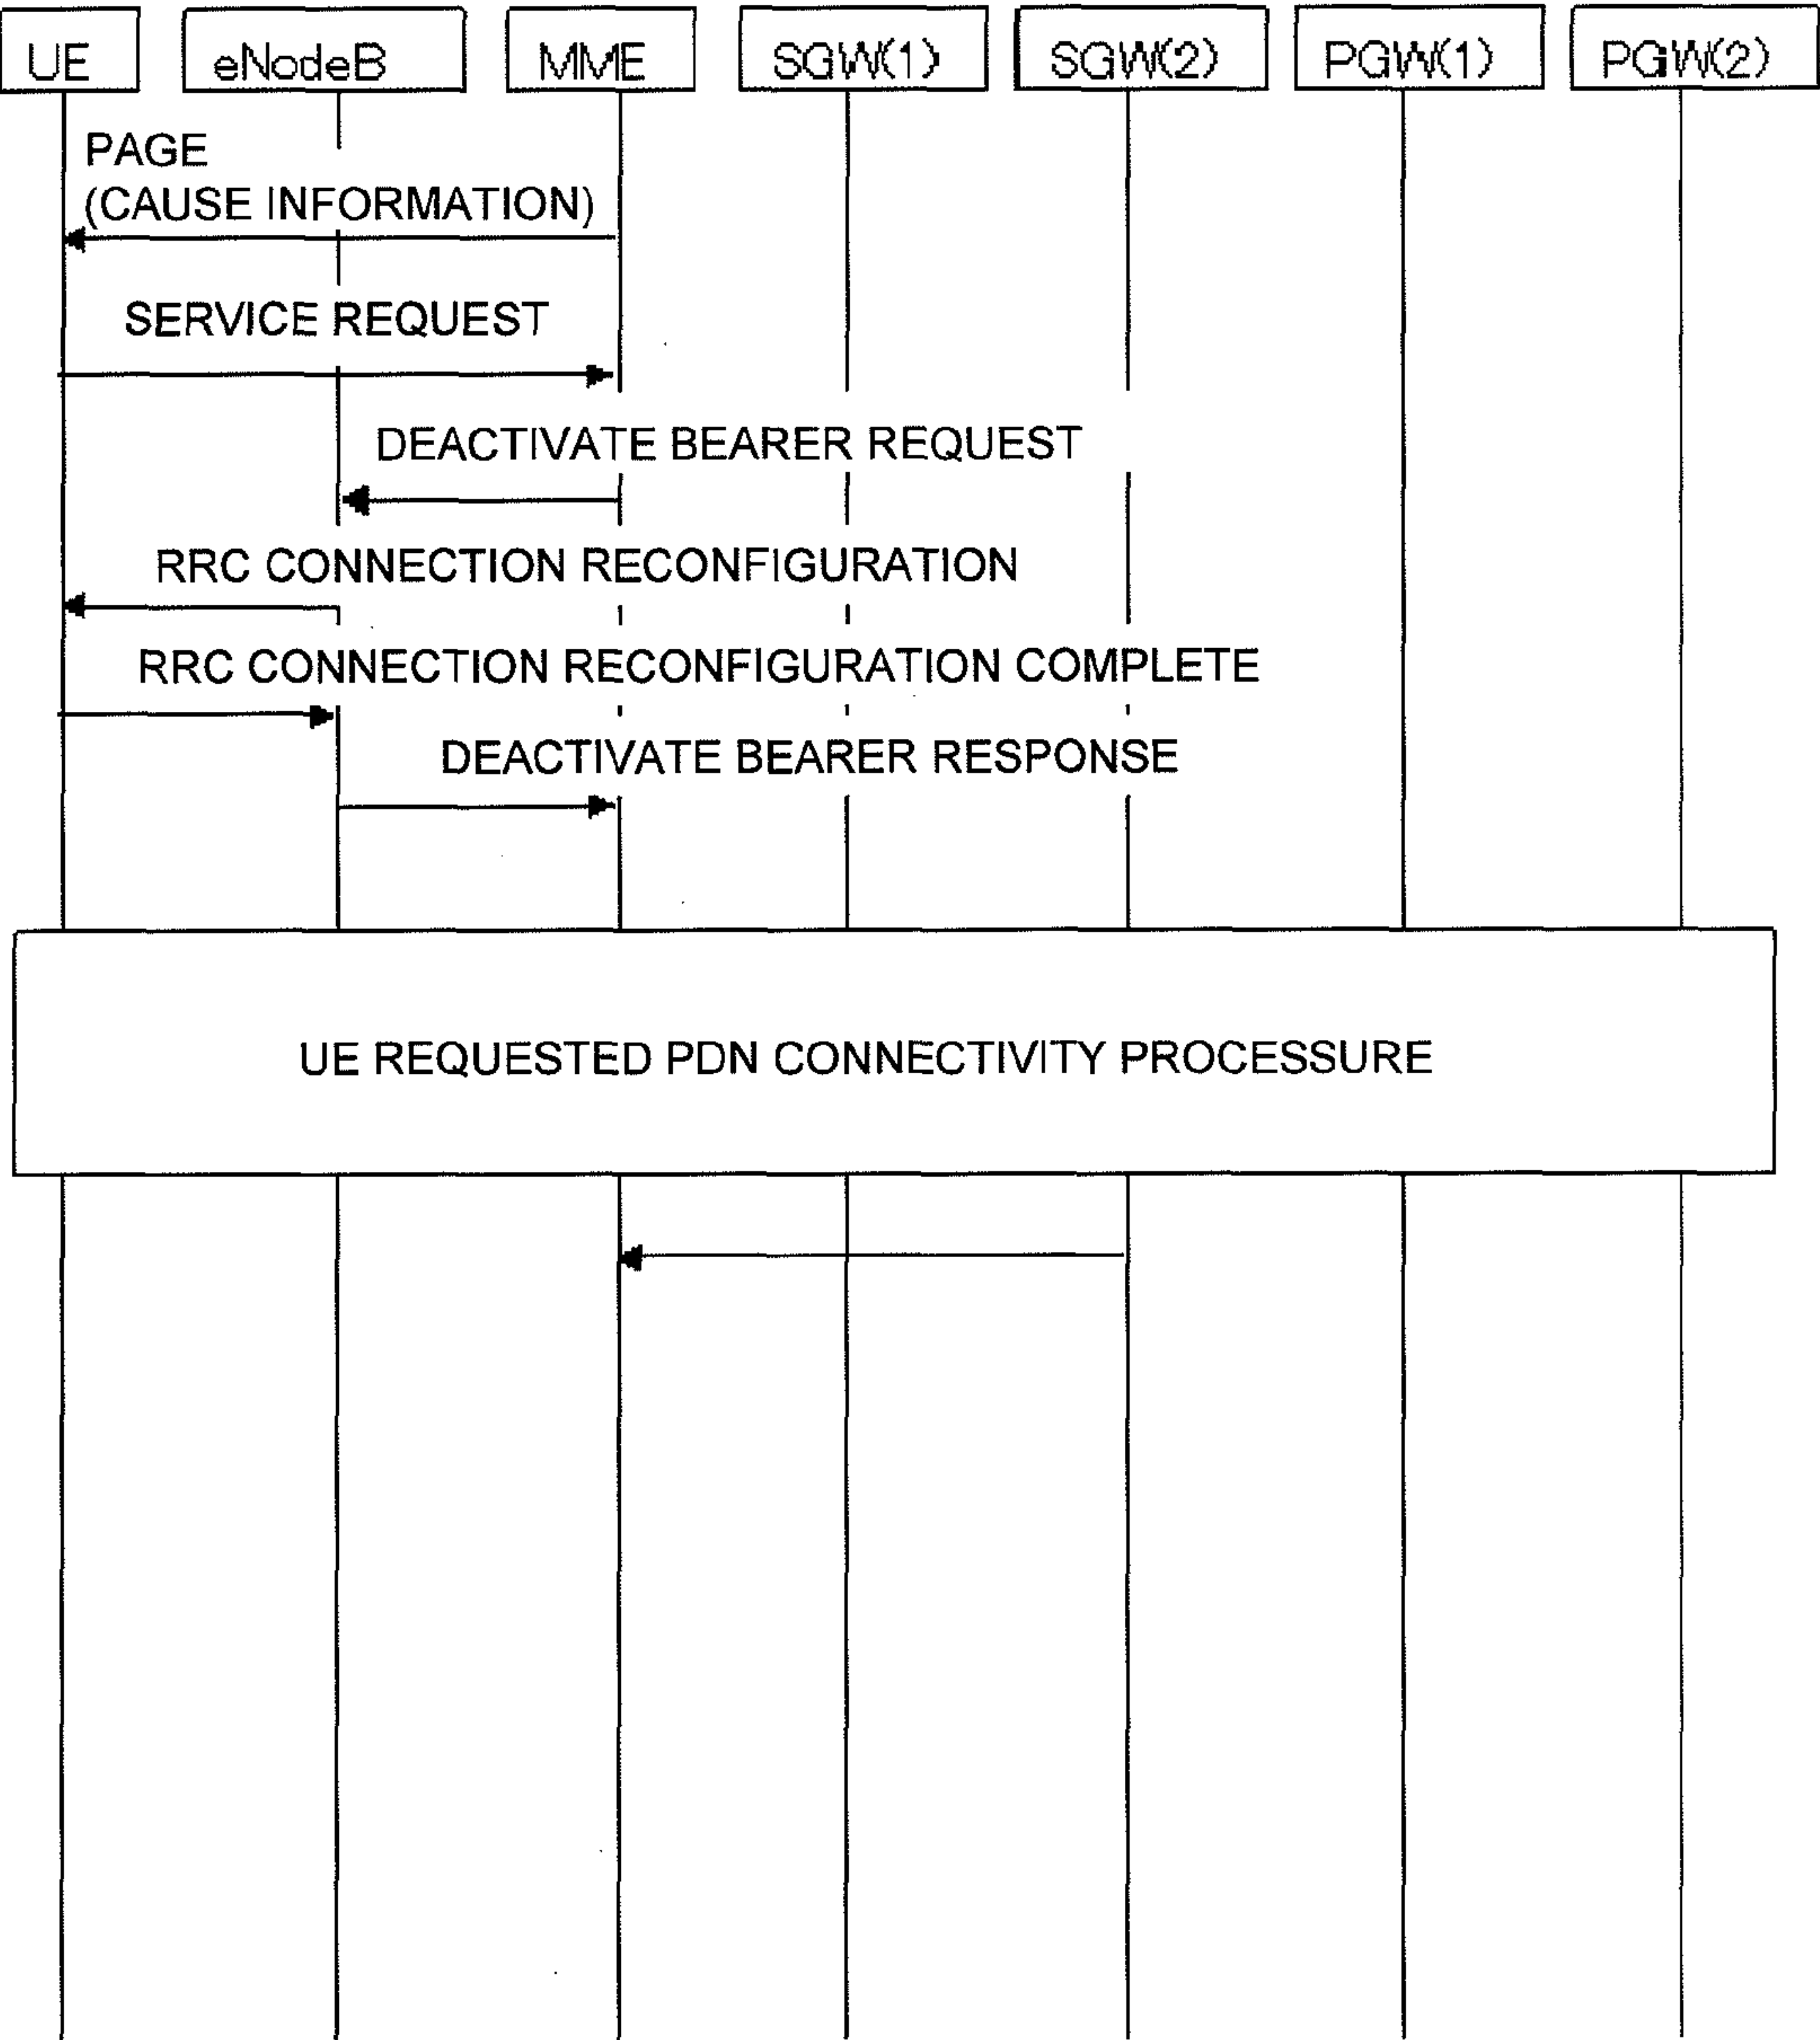 UE
eNodeB
MME
SGW(1)
SGW(2)
PGW(1)
PGW(2)
PAGE
(CAUSE INFORMATION)
SERVICE REQUEST
DEACTIVATE BEARER REQUEST
RRC CONNECTION RECONFIGURATION
RRC CONNECTION RECONFIGURATION COMPLETE
DEACTIVATE BEARER RESPONSE
UE REQUESTED PDN CONNECTIVITY PROCESSURE